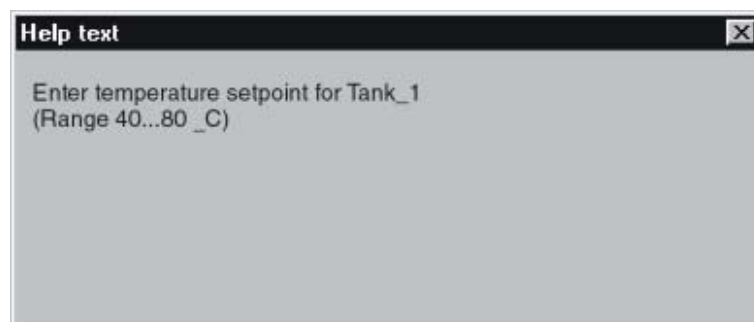 Help text
Enter temperature setpoint for Tank_1
(Range 40...80 _C)